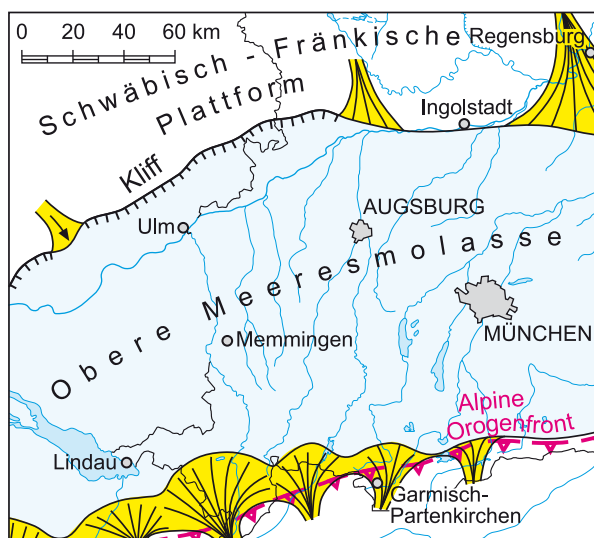 0 20 40 60 km
Schwäbisch - Fränkische
Plattform
Regensburg
Ingolstadt
Kliff
Ulm
AUGSBURG
Obere Meeresmolasse
MÜNCHEN
Memmingen
Alpine
Orogenfront
Lindau
Garmisch-
Partenkirchen